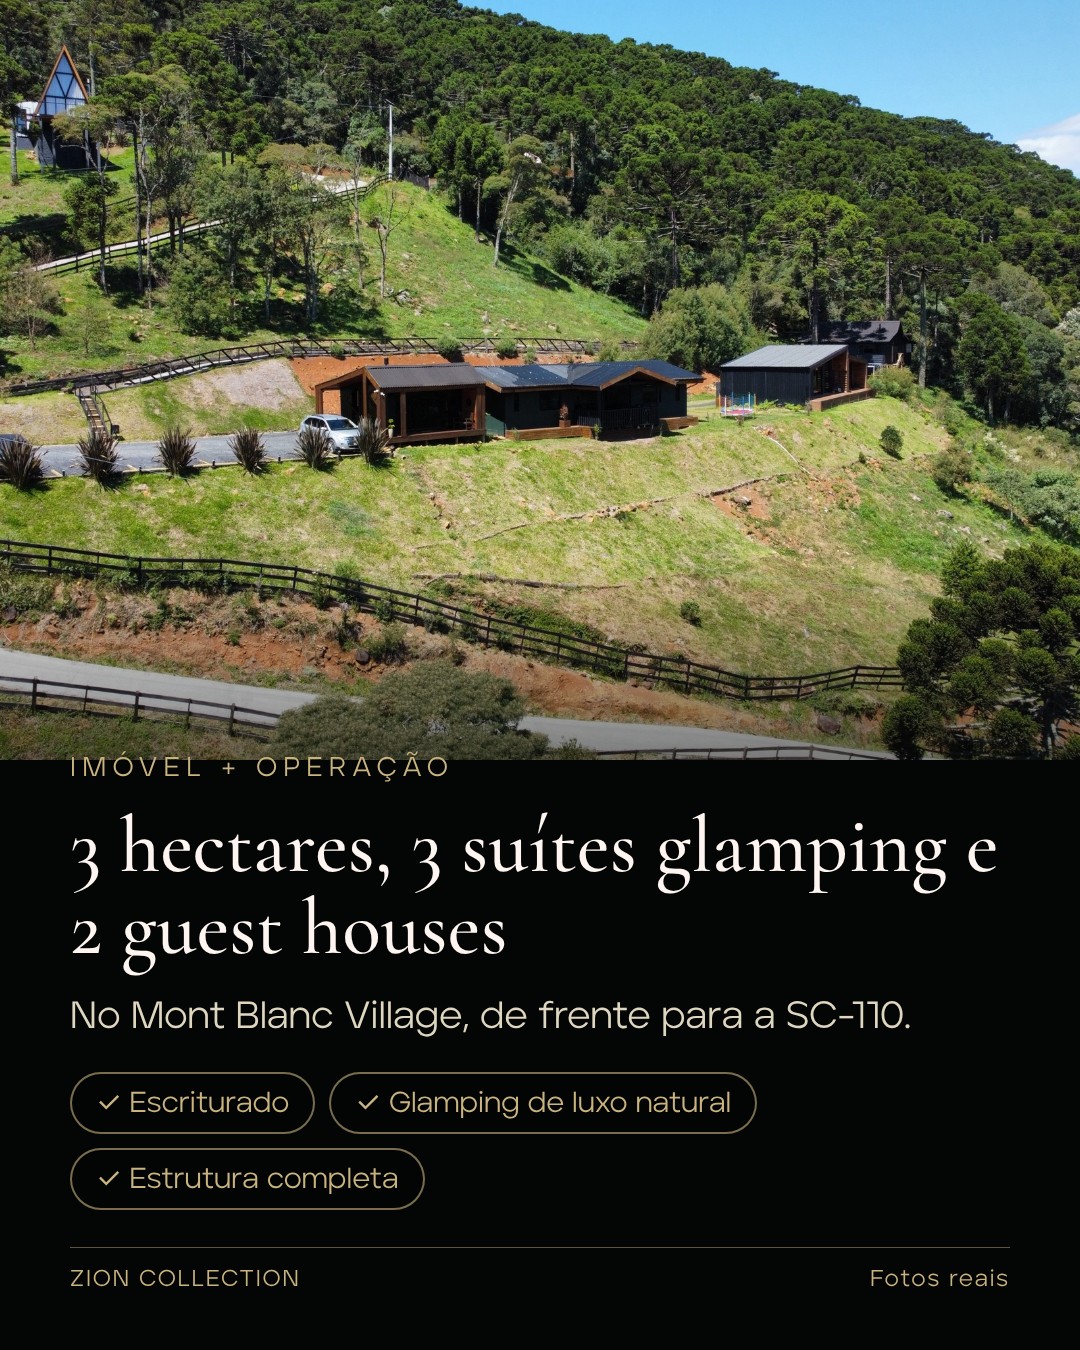 IMÓVEL + OPERAÇÃO
3 hectares, 3 suítes glamping e
2 guest houses
No Mont Blanc Village, de frente para a SC-110.
✓ Escriturado ✓ Glamping de luxo natural
✓ Estrutura completa
ZION COLLECTION Fotos reais